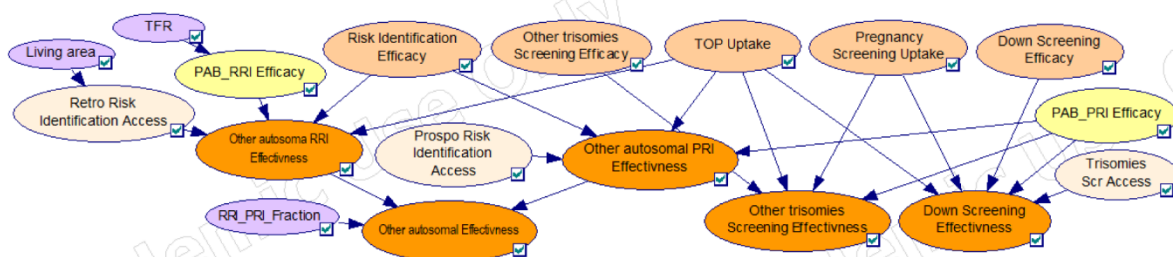 TFR
Living area
Risk Identification
Efficacy
Other trisomies
Screening Efficacy
TOP Uptake
Pregnancy
Screening Uptake
Down Screening
Efficacy
PAB_RRI Efficacy
Retro Risk
Identification Access
PAB_PRI Efficacy
Other autosoma RRI
Effectivness
Prospo Risk
Identification
Access
Other autosomal PRI
Effectivness
Trisomies
Scr Access
RRI_PRI_Fraction
Other autosomal Effectivness
Other trisomies
Screening Effectivness
Down Screening
Effectivness